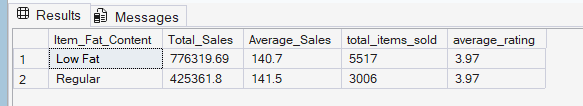 Results Messages
Item_Fat_Content Total_Sales Average_Sales total_items_sold average_rating
1 Low Fat 776319.69 140.7 5517 3.97
2 Regular 425361.8 141.5 3006 3.97